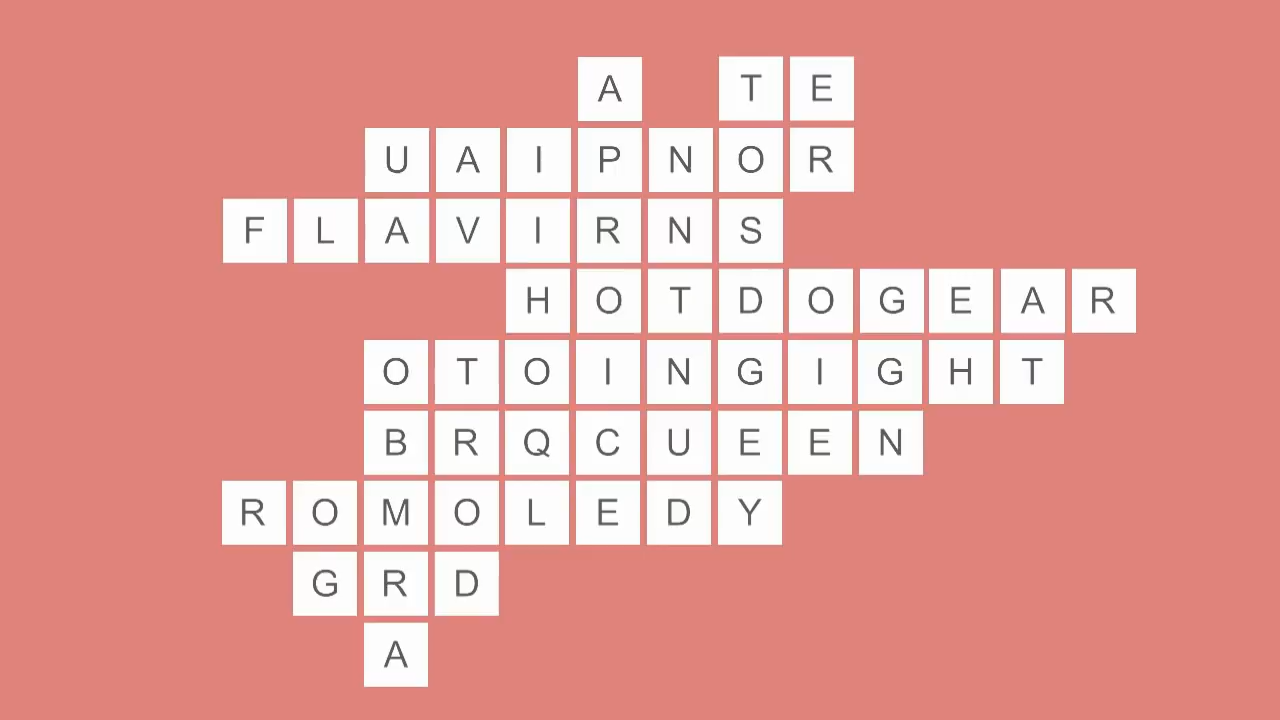 A TE
UAIPNOR
FLAVIRNS
HOTDOGEAR
OTOINGIGHT
BRQCUEEN
ROMOLEDY
GRD
A